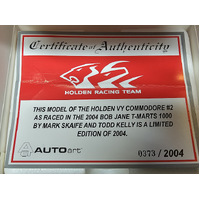 Certificate of Authenticity
HOLDEN RACING TEAM
THIS MODEL OF THE HOLDEN VY COMMODORE #2
AS RACED IN THE 2004 BOB JANE T-MARTS 1000
BY MARK SKAIFE AND TODD KELLY IS A LIMITED
EDITION OF 2004.
AUTOart
0373 / 2004